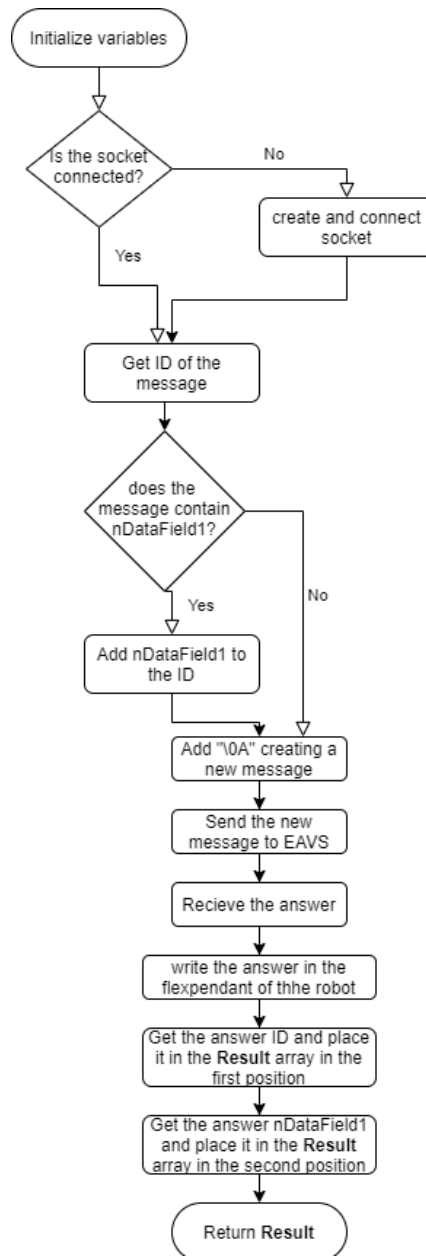 Initialize variables
Is the socket
connected?
No
create and connect
socket
Yes
Get ID of the
message
does the
message contain
nDataField1?
Yes
No
Add nDataField1 to
the ID
Add "\0A" creating a
new message
Send the new
message to EAVS
Recieve the answer
write the answer in the
flexpendant of thhe robot
Get the answer ID and place
it in the Result array in the
first position
Get the answer nDataField1
and place it in the Result
array in the second position
Return Result